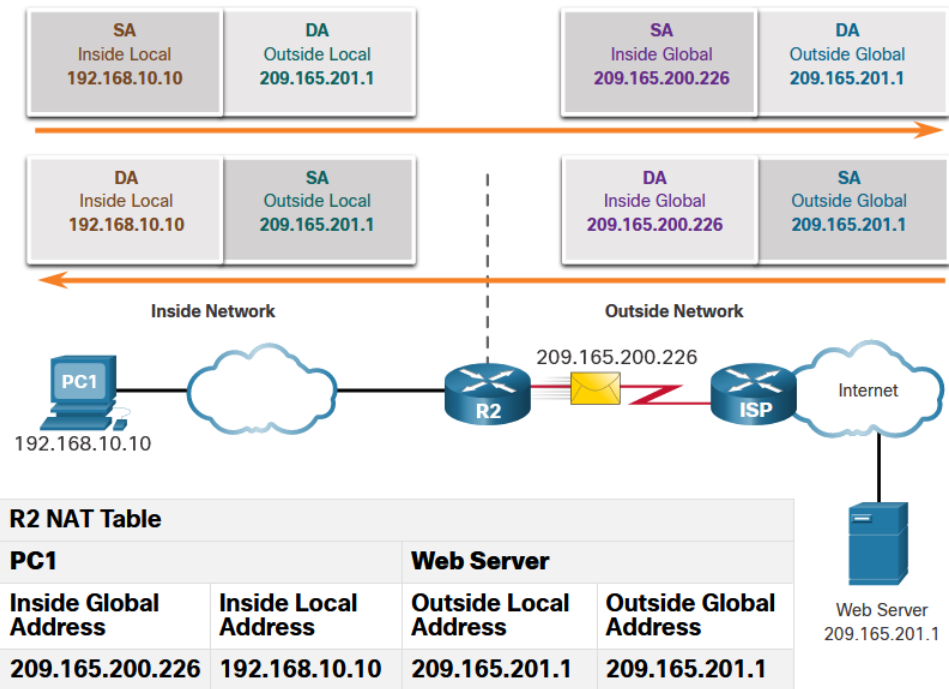 SA
Inside Local
192.168.10.10
DA
Outside Local
209.165.201.1
SA
Inside Global
209.165.200.226
DA
Outside Global
209.165.201.1
DA
Inside Local
192.168.10.10
SA
Outside Local
209.165.201.1
DA
Inside Global
209.165.200.226
SA
Outside Global
209.165.201.1
Inside Network
Outside Network
209.165.200.226
PC1
R2
ISP
Internet
192.168.10.10
R2 NAT Table
PC1
Web Server
Inside Global
Address
Inside Local
Address
Outside Local
Address
Outside Global
Address
209.165.200.226
192.168.10.10
209.165.201.1
209.165.201.1
Web Server
209.165.201.1